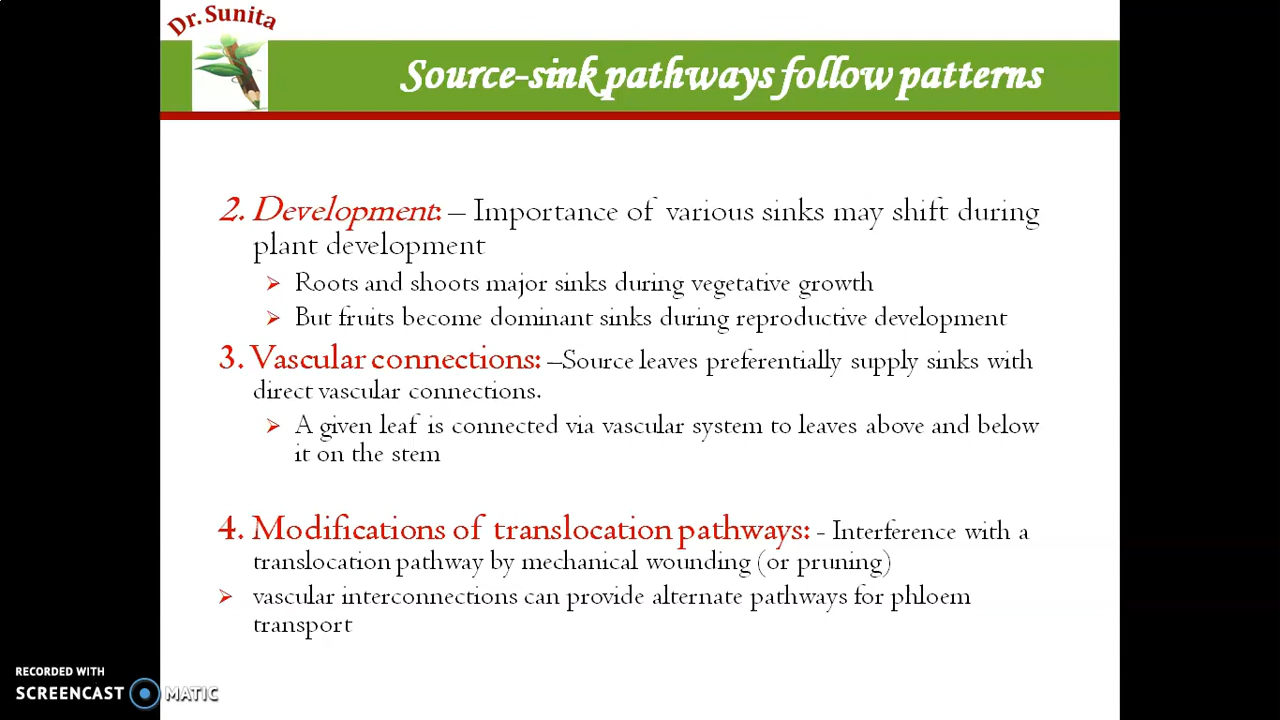 Dr. Sunita
Source-sink pathways follow patterns
2. Development: – Importance of various sinks may shift during
plant development
➢ Roots and shoots major sinks during vegetative growth
➢ But fruits become dominant sinks during reproductive development
3. Vascular connections: –Source leaves preferentially supply sinks with
direct vascular connections.
➢ A given leaf is connected via vascular system to leaves above and below
it on the stem
4. Modifications of translocation pathways: - Interference with a
translocation pathway by mechanical wounding (or pruning)
➢ vascular interconnections can provide alternate pathways for phloem
transport
RECORDED WITH
SCREENCAST MATIC